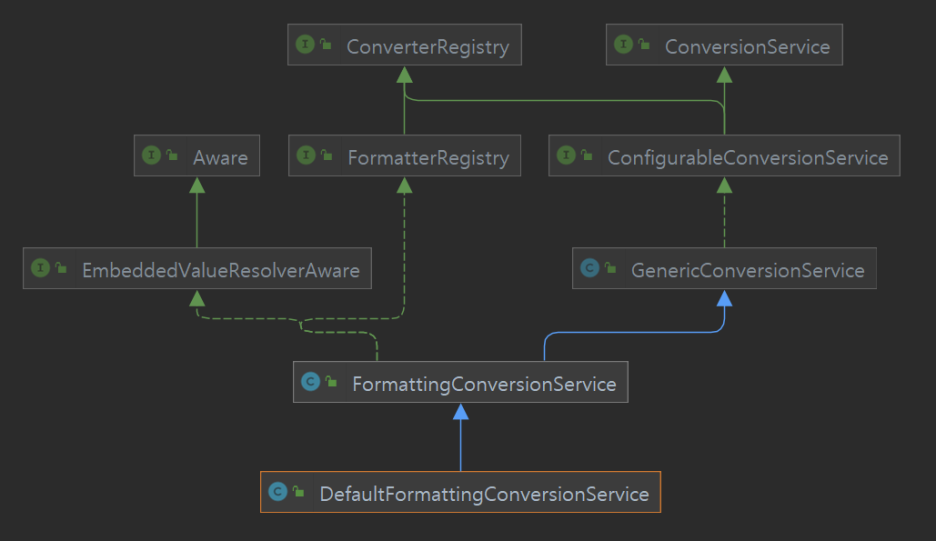 I ConverterRegistry
I ConversionService
I Aware
I FormatterRegistry
I ConfigurableConversionService
I EmbeddedValueResolverAware
C GenericConversionService
C FormattingConversionService
C DefaultFormattingConversionService